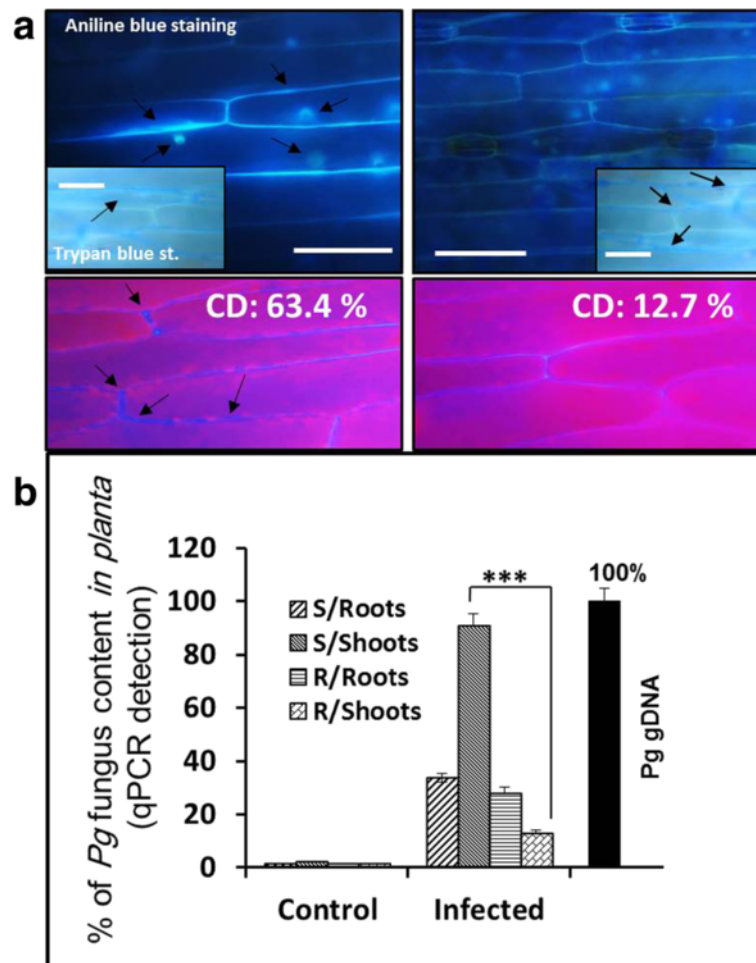 a
Aniline blue staining
Trypan blue st.
CD: 63.4 %
CD: 12.7 %
b
% of Pg fungus content in planta
(qPCR detection)
120
100
80
60
40
20
0
S/Roots
S/Shoots
R/Roots
R/Shoots
***
100%
Pg gDNA
Control
Infected